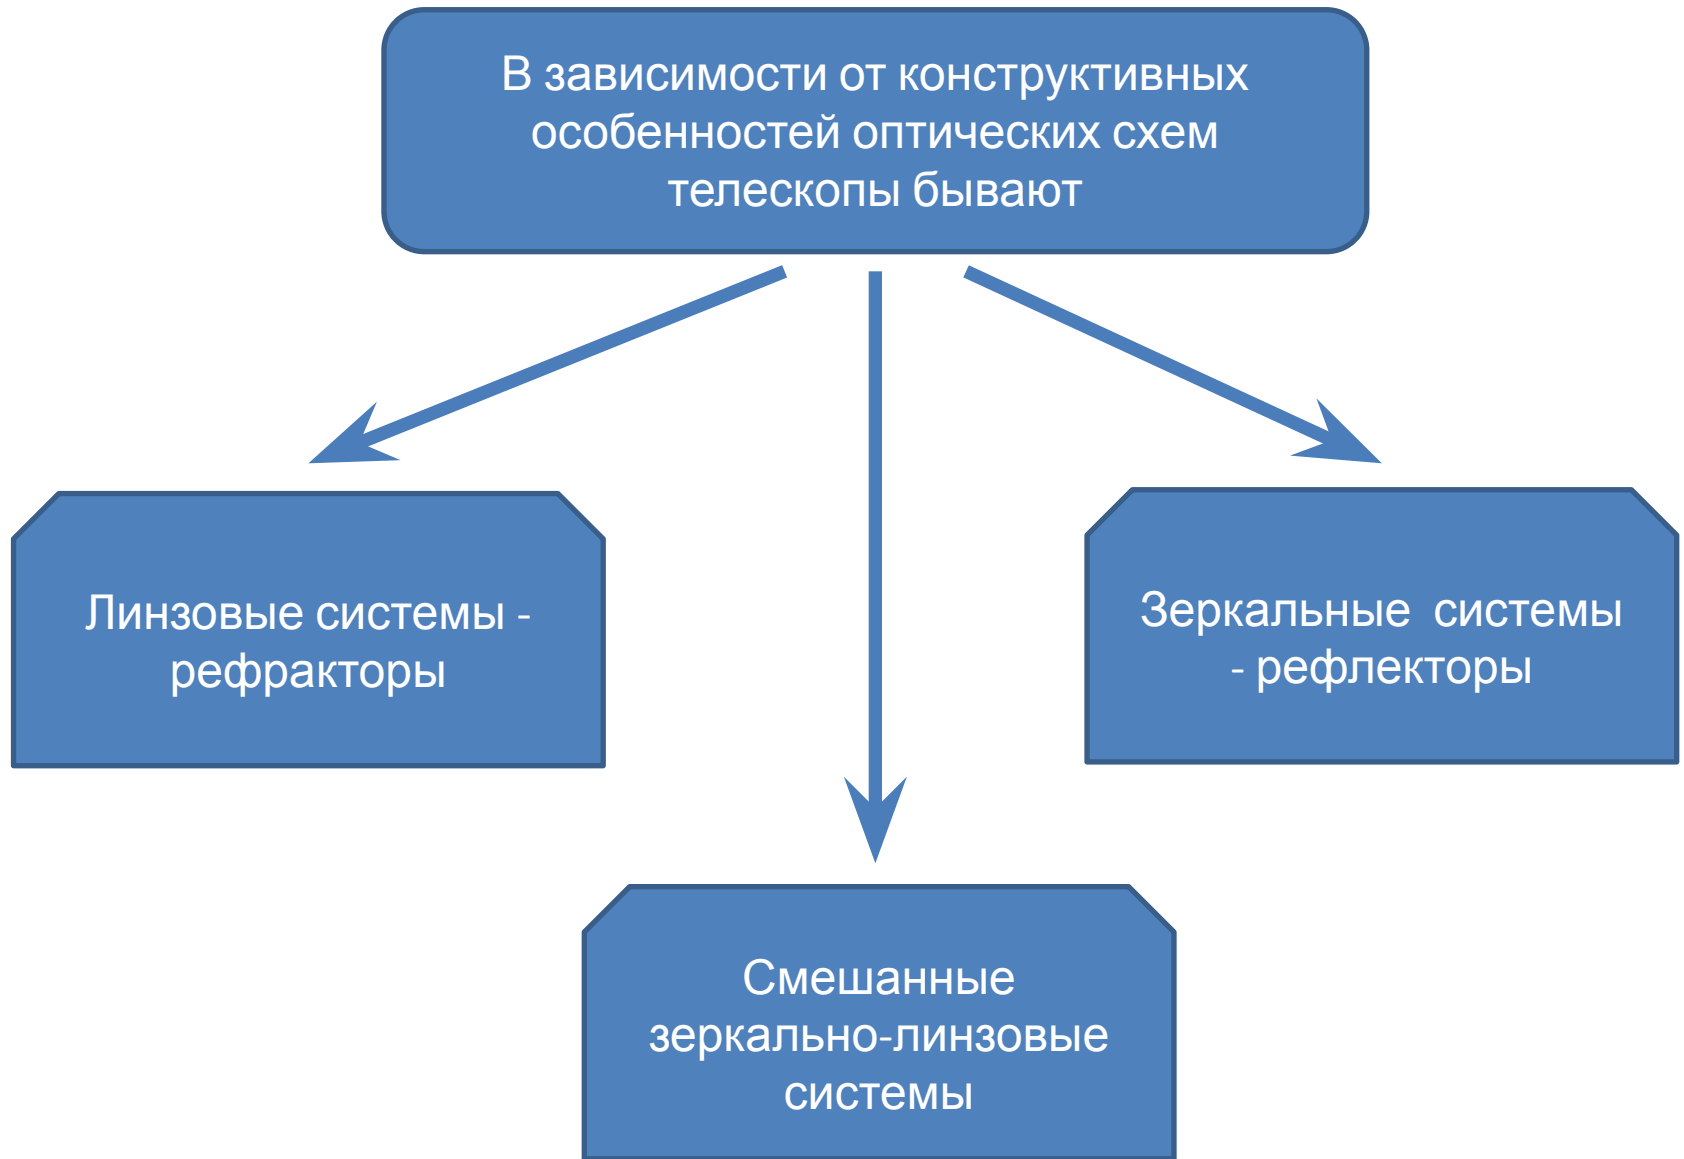 В зависимости от конструктивных
особенностей оптических схем
телескопы бывают
Линзовые системы -
рефракторы
Зеркальные системы
- рефлекторы
Смешанные
зеркально-линзовые
системы